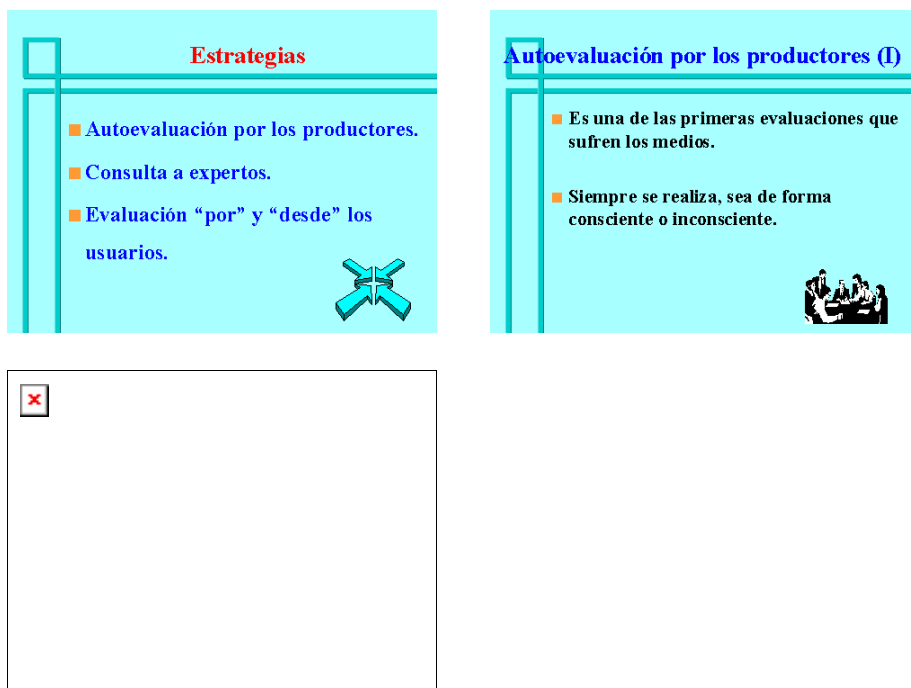 Estrategias
Autoevaluación por los productores.
Consulta a expertos.
Evaluación “por” y “desde” los
usuarios.
Autoevaluación por los productores (I)
Es una de las primeras evaluaciones que
sufren los medios.
Siempre se realiza, sea de forma
consciente o inconsciente.